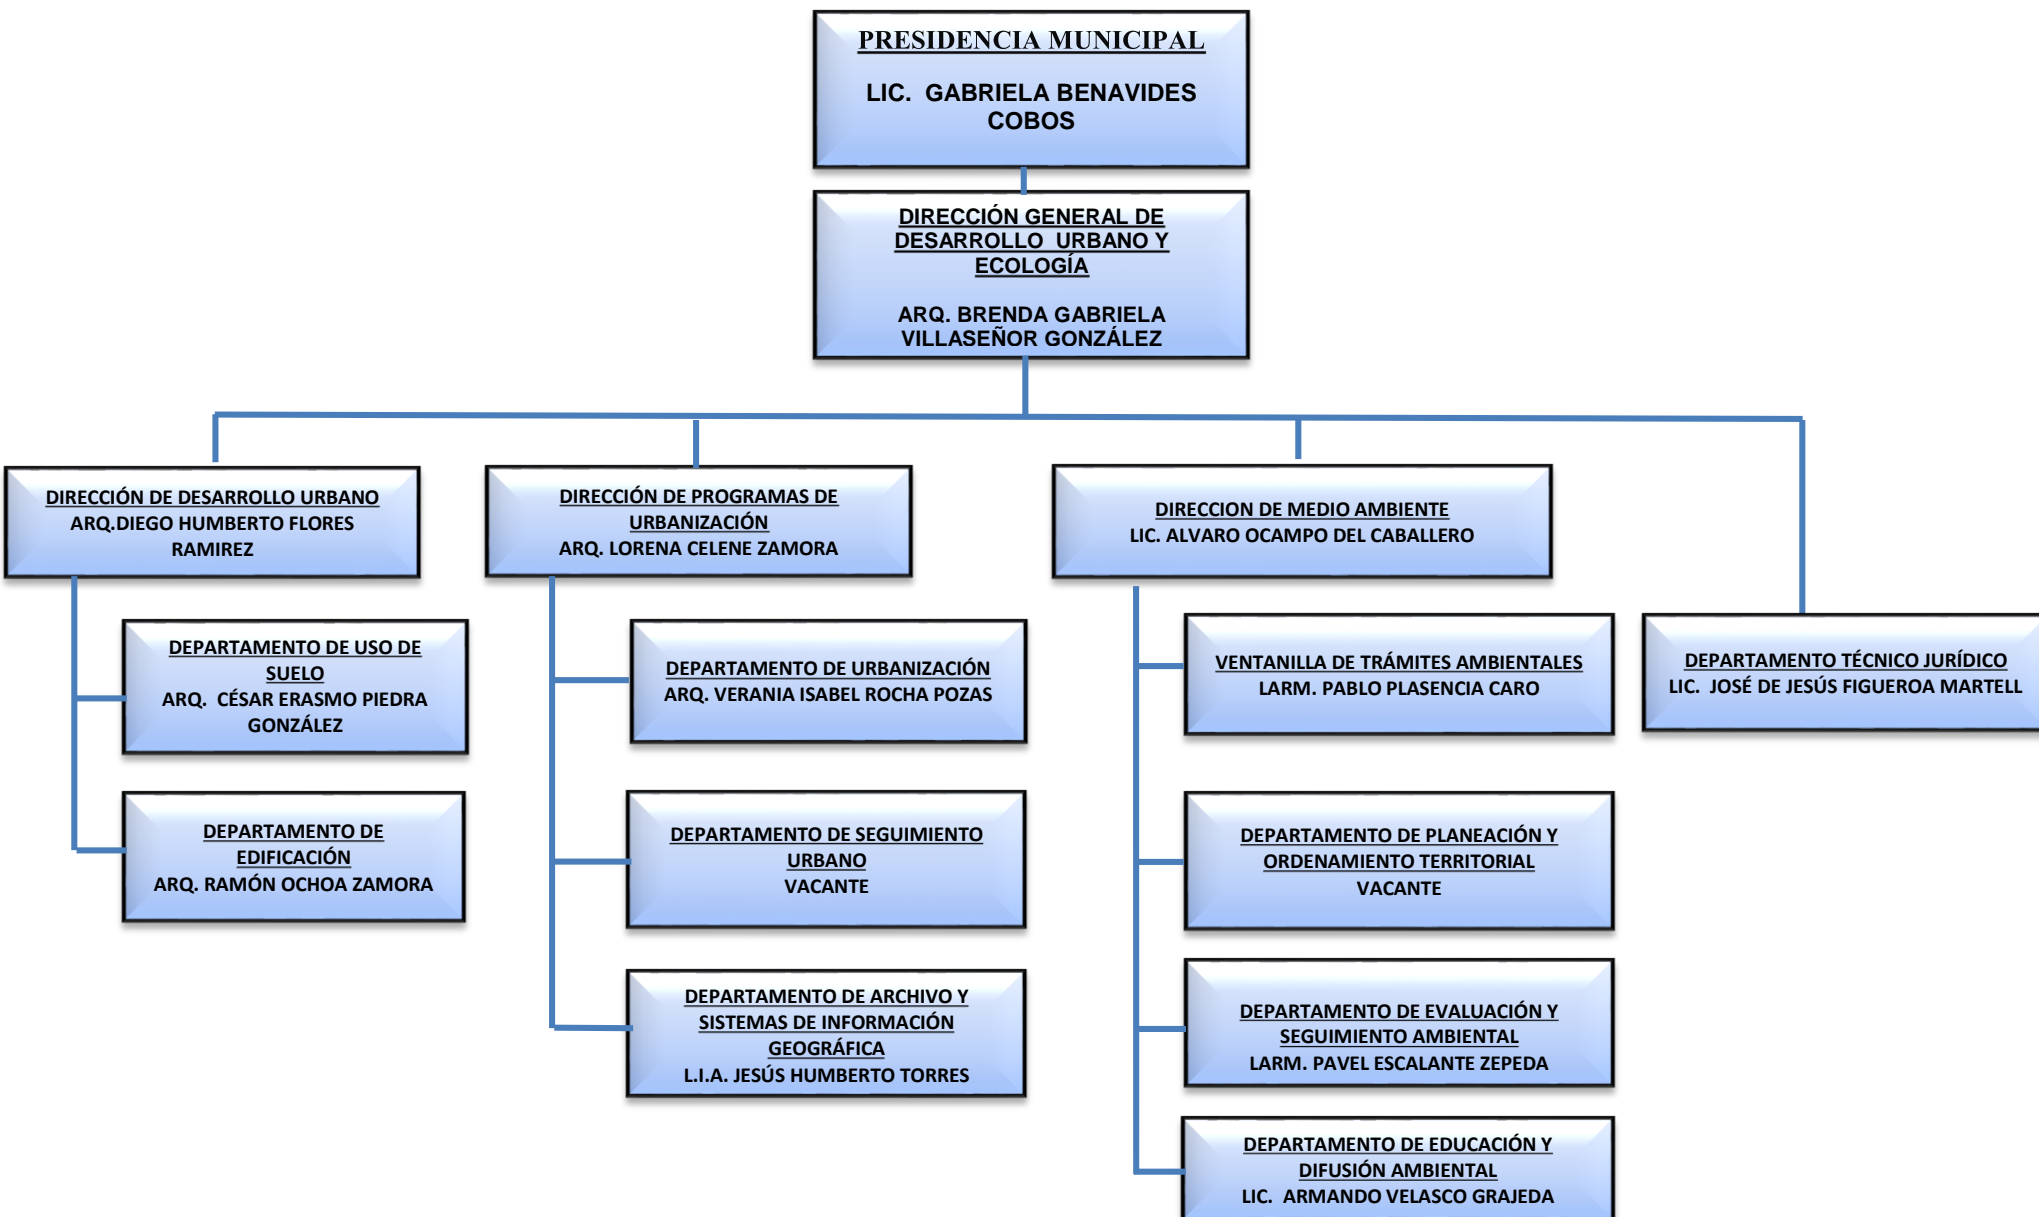 PRESIDENCIA MUNICIPAL
LIC. GABRIELA BENAVIDES
COBOS
DIRECCIÓN GENERAL DE
DESARROLLO URBANO Y
ECOLOGÍA
ARQ. BRENDA GABRIELA
VILLASEÑOR GONZÁLEZ
DIRECCIÓN DE DESARROLLO URBANO
ARQ.DIEGO HUMBERTO FLORES
RAMIREZ
DEPARTAMENTO DE USO DE
SUELO
ARQ. CÉSAR ERASMO PIEDRA
GONZÁLEZ
DEPARTAMENTO DE
EDIFICACIÓN
ARQ. RAMÓN OCHOA ZAMORA
DIRECCIÓN DE PROGRAMAS DE
URBANIZACIÓN
ARQ. LORENA CELENE ZAMORA
DEPARTAMENTO DE URBANIZACIÓN
ARQ. VERANIA ISABEL ROCHA POZAS
DEPARTAMENTO DE SEGUIMIENTO
URBANO
VACANTE
DEPARTAMENTO DE ARCHIVO Y
SISTEMAS DE INFORMACIÓN
GEOGRÁFICA
L.I.A. JESÚS HUMBERTO TORRES
DIRECCION DE MEDIO AMBIENTE
LIC. ALVARO OCAMPO DEL CABALLERO
VENTANILLA DE TRÁMITES AMBIENTALES
LARM. PABLO PLASENCIA CARO
DEPARTAMENTO DE PLANEACIÓN Y
ORDENAMIENTO TERRITORIAL
VACANTE
DEPARTAMENTO DE EVALUACIÓN Y
SEGUIMIENTO AMBIENTAL
LARM. PAVEL ESCALANTE ZEPEDA
DEPARTAMENTO DE EDUCACIÓN Y
DIFUSIÓN AMBIENTAL
LIC. ARMANDO VELASCO GRAJEDA
DEPARTAMENTO TÉCNICO JURÍDICO
LIC. JOSÉ DE JESÚS FIGUEROA MARTELL